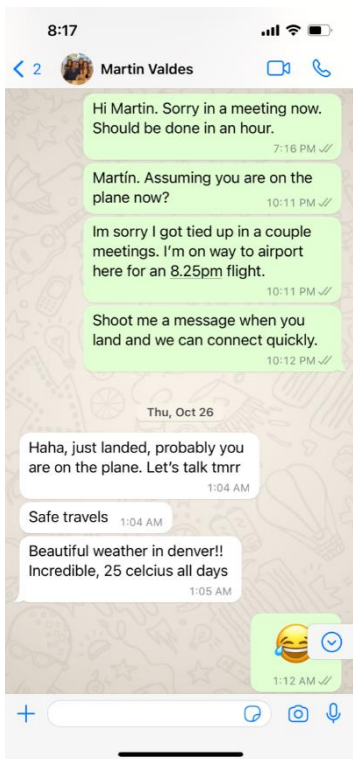 8:17
2 Martin Valdes
Hi Martin. Sorry in a meeting now.
Should be done in an hour.
7:16 PM
Martín. Assuming you are on the
plane now?
10:11 PM
Im sorry I got tied up in a couple
meetings. I'm on way to airport
here for an 8.25pm flight.
10:11 PM
Shoot me a message when you
land and we can connect quickly.
10:12 PM
Thu, Oct 26
Haha, just landed, probably you
are on the plane. Let's talk tmrr
1:04 AM
Safe travels 1:04 AM
Beautiful weather in denver!!
Incredible, 25 celcius all days
1:05 AM
1:12 AM